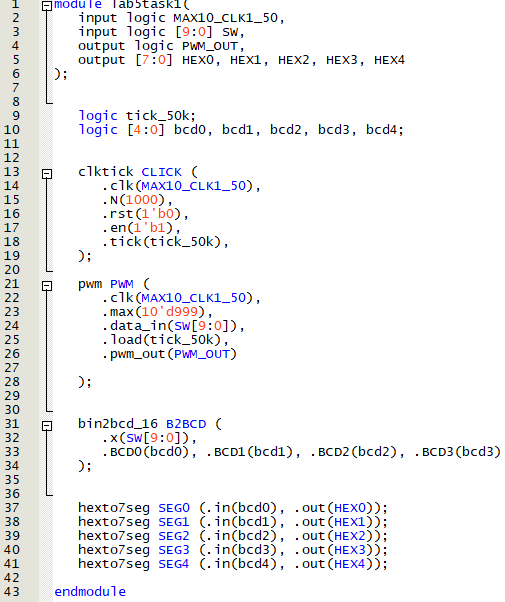 1 module lab5task1(
2 input logic MAX10_CLK1_50,
3 input logic [9:0] SW,
4 output logic PWM_OUT,
5 output [7:0] HEX0, HEX1, HEX2, HEX3, HEX4
6 );
7
8
9 logic tick_50k;
10 logic [4:0] bcd0, bcd1, bcd2, bcd3, bcd4;
11
12
13 clktick CLICK (
14 .clk(MAX10_CLK1_50),
15 .N(1000),
16 .rst(1'b0),
17 .en(1'b1),
18 .tick(tick_50k),
19 );
20
21 pwm PWM (
22 .clk(MAX10_CLK1_50),
23 .max(10'd999),
24 .data_in(SW[9:0]),
25 .load(tick_50k),
26 .pwm_out(PWM_OUT)
27
28 );
29
30
31 bin2bcd_16 B2BCD (
32 .x(SW[9:0]),
33 .BCD0(bcd0), .BCD1(bcd1), .BCD2(bcd2), .BCD3(bcd3)
34 );
35
36
37 hexto7seg SEG0 (.in(bcd0), .out(HEX0));
38 hexto7seg SEG1 (.in(bcd1), .out(HEX1));
39 hexto7seg SEG2 (.in(bcd2), .out(HEX2));
40 hexto7seg SEG3 (.in(bcd3), .out(HEX3));
41 hexto7seg SEG4 (.in(bcd4), .out(HEX4));
42
43 endmodule